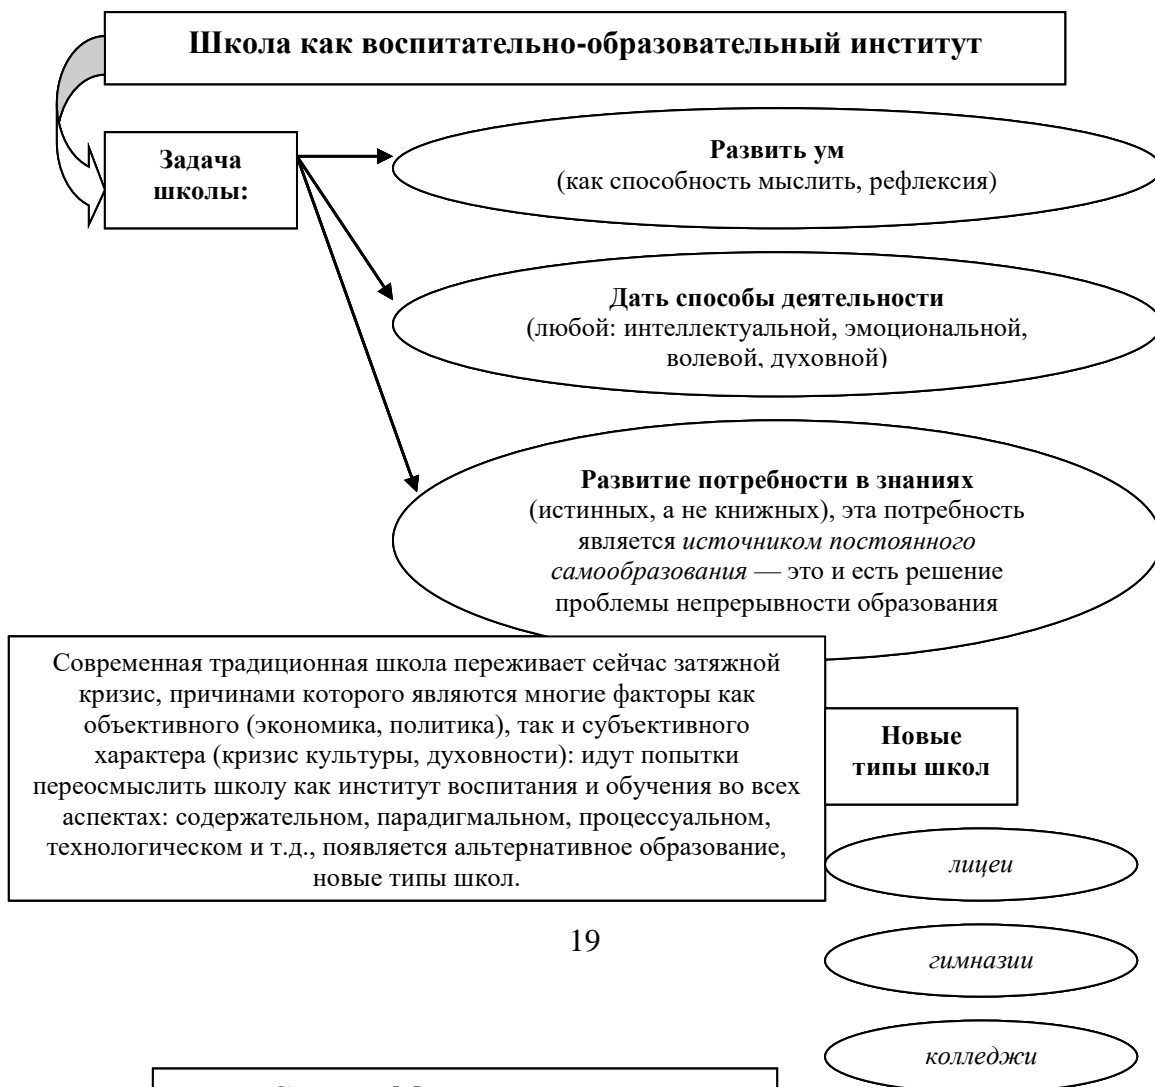 Школа как воспитательно-образовательный институт
Задача
школы:
Развить ум
(как способность мыслить, рефлексия)
Дать способы деятельности
(любой: интеллектуальной, эмоциональной,
волевой, духовной)
Развитие потребности в знаниях
(истинных, а не книжных), эта потребность
является источником постоянного
самообразования — это и есть решение
проблемы непрерывности образования
Современная традиционная школа переживает сейчас затяжной
кризис, причинами которого являются многие факторы как
объективного (экономика, политика), так и субъективного
характера (кризис культуры, духовности): идут попытки
переосмыслить школу как институт воспитания и обучения во всех
аспектах: содержательном, парадигмальном, процессуальном,
технологическом и т.д., появляется альтернативное образование,
новые типы школ.
Новые
типы школ
лицеи
гимназии
колледжи
19